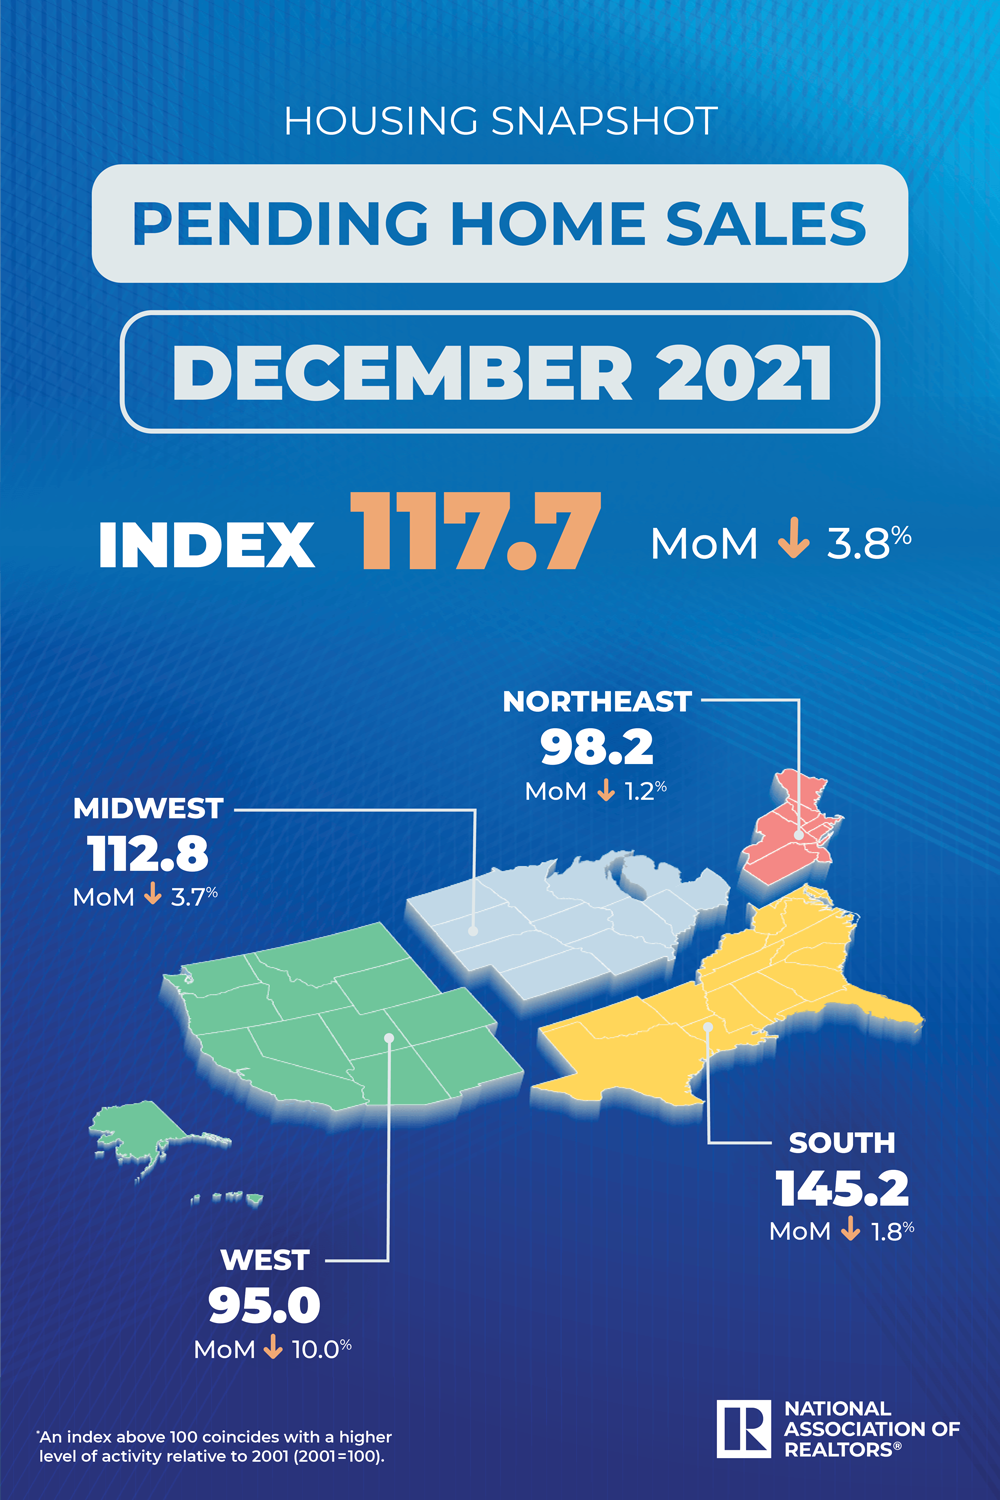 HOUSING SNAPSHOT
PENDING HOME SALES
DECEMBER 2021
INDEX 117.7 MoM ↓ 3.8%
NORTHEAST
98.2
MoM ↓ 1.2%
MIDWEST
112.8
MoM ↓ 3.7%
SOUTH
145.2
MoM ↓ 1.8%
WEST
95.0
MoM ↓ 10.0%
*An index above 100 coincides with a higher
level of activity relative to 2001 (2001=100).
R
NATIONAL
ASSOCIATION OF
REALTORS®